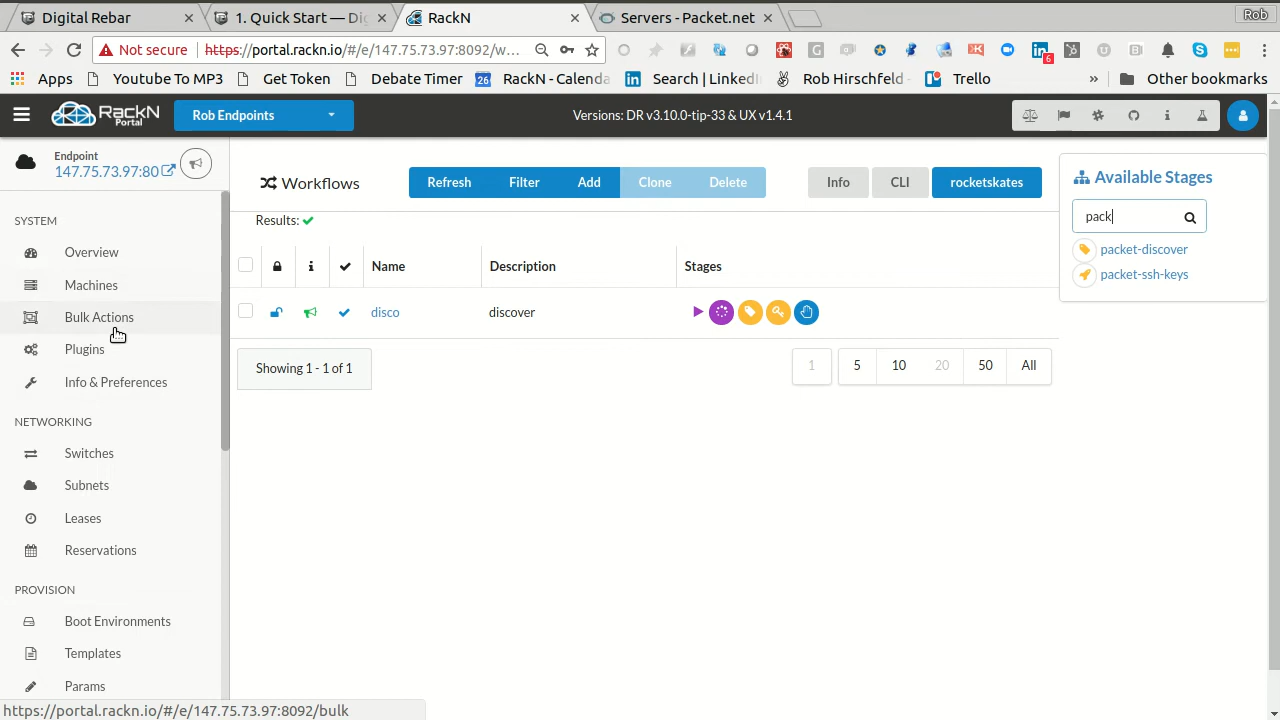 Digital Rebar
1. Quick Start — Di
RackN
Servers - Packet.net
Rob
Not secure
https://portal.rackn.io/#/e/147.75.73.97:8092/w...
6
Apps
Youtube To MP3
Get Token
Debate Timer
26
RackN - Calenda
Search | LinkedI
Rob Hirschfeld -
Trello
»
Other bookmarks
RackN
Portal
Rob Endpoints
Versions: DR v3.10.0-tip-33 & UX v1.4.1
Endpoint
147.75.73.97:80
SYSTEM
Overview
Machines
Bulk Actions
Plugins
Info & Preferences
NETWORKING
Switches
Subnets
Leases
Reservations
PROVISION
Boot Environments
Templates
Params
Workflows
Refresh
Filter
Add
Clone
Delete
Info
CLI
rocketskates
Results:
Name
Description
Stages
disco
discover
Showing 1 - 1 of 1
1
5
10
20
50
All
Available Stages
pack
packet-discover
packet-ssh-keys
https://portal.rackn.io/#/e/147.75.73.97:8092/bulk